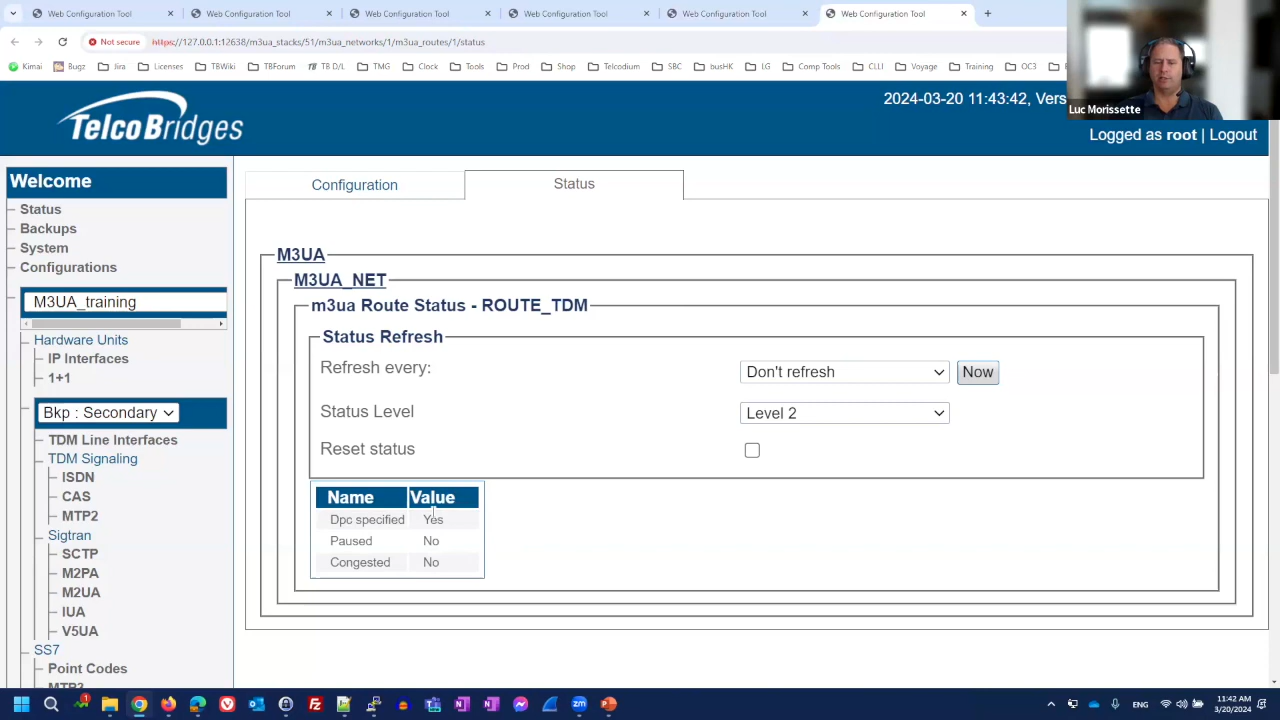 Web Configuration Tool
Web Configuration Tool
Web Configuration Tool
Web Configuration Tool
Web Configuration Tool
Not secure
https://127.0.0.1:12638/m3ua_stacks/51/m3ua_networks/1/m3ua_routes/1/status
Kimai Bugz Jira Licenses TBWiki TBForum TB D/L TMG Clock Tools Prod Shop Telcodium SBC busHK LG Comp Tools CLLI Voyage Training OC3
Luc Morissette
TelcoBridges
2024-03-20 11:43:42, Vers
Logged as root | Logout
Welcome
Status
Backups
System
Configurations
M3UA_training
Hardware Units
IP Interfaces
1+1
Bkp : Secondary
TDM Line Interfaces
TDM Signaling
ISDN
CAS
MTP2
Sigtran
SCTP
M2PA
M2UA
IUA
V5UA
SS7
Point Codes
MTP3
Configuration
Status
M3UA
M3UA_NET
m3ua Route Status - ROUTE_TDM
Status Refresh
Refresh every: Don't refresh Now
Status Level Level 2
Reset status
Name Value
Dpc specified Yes
Paused No
Congested No
1
ENG
11:42 AM
3/20/2024